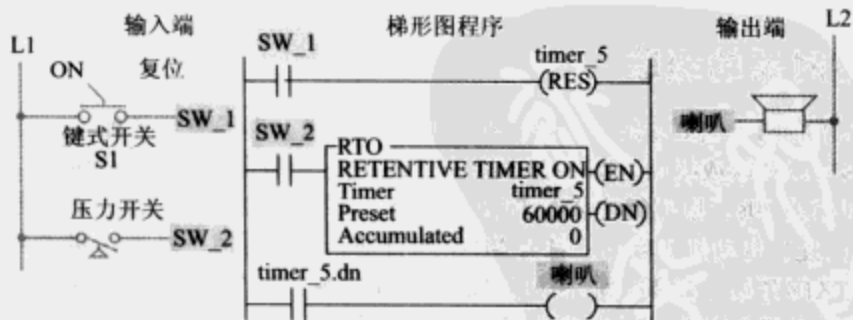 输入端
梯形图程序
输出端
L1
L2
ON
复位
SW_1
键式开关
S1
压力开关
SW_2
SW_1
timer_5
(RES)
SW_2
RTO
RETENTIVE TIMER ON (EN)
Timer timer_5
Preset 60000 (DN)
Accumulated 0
timer_5.dn
喇叭
喇叭